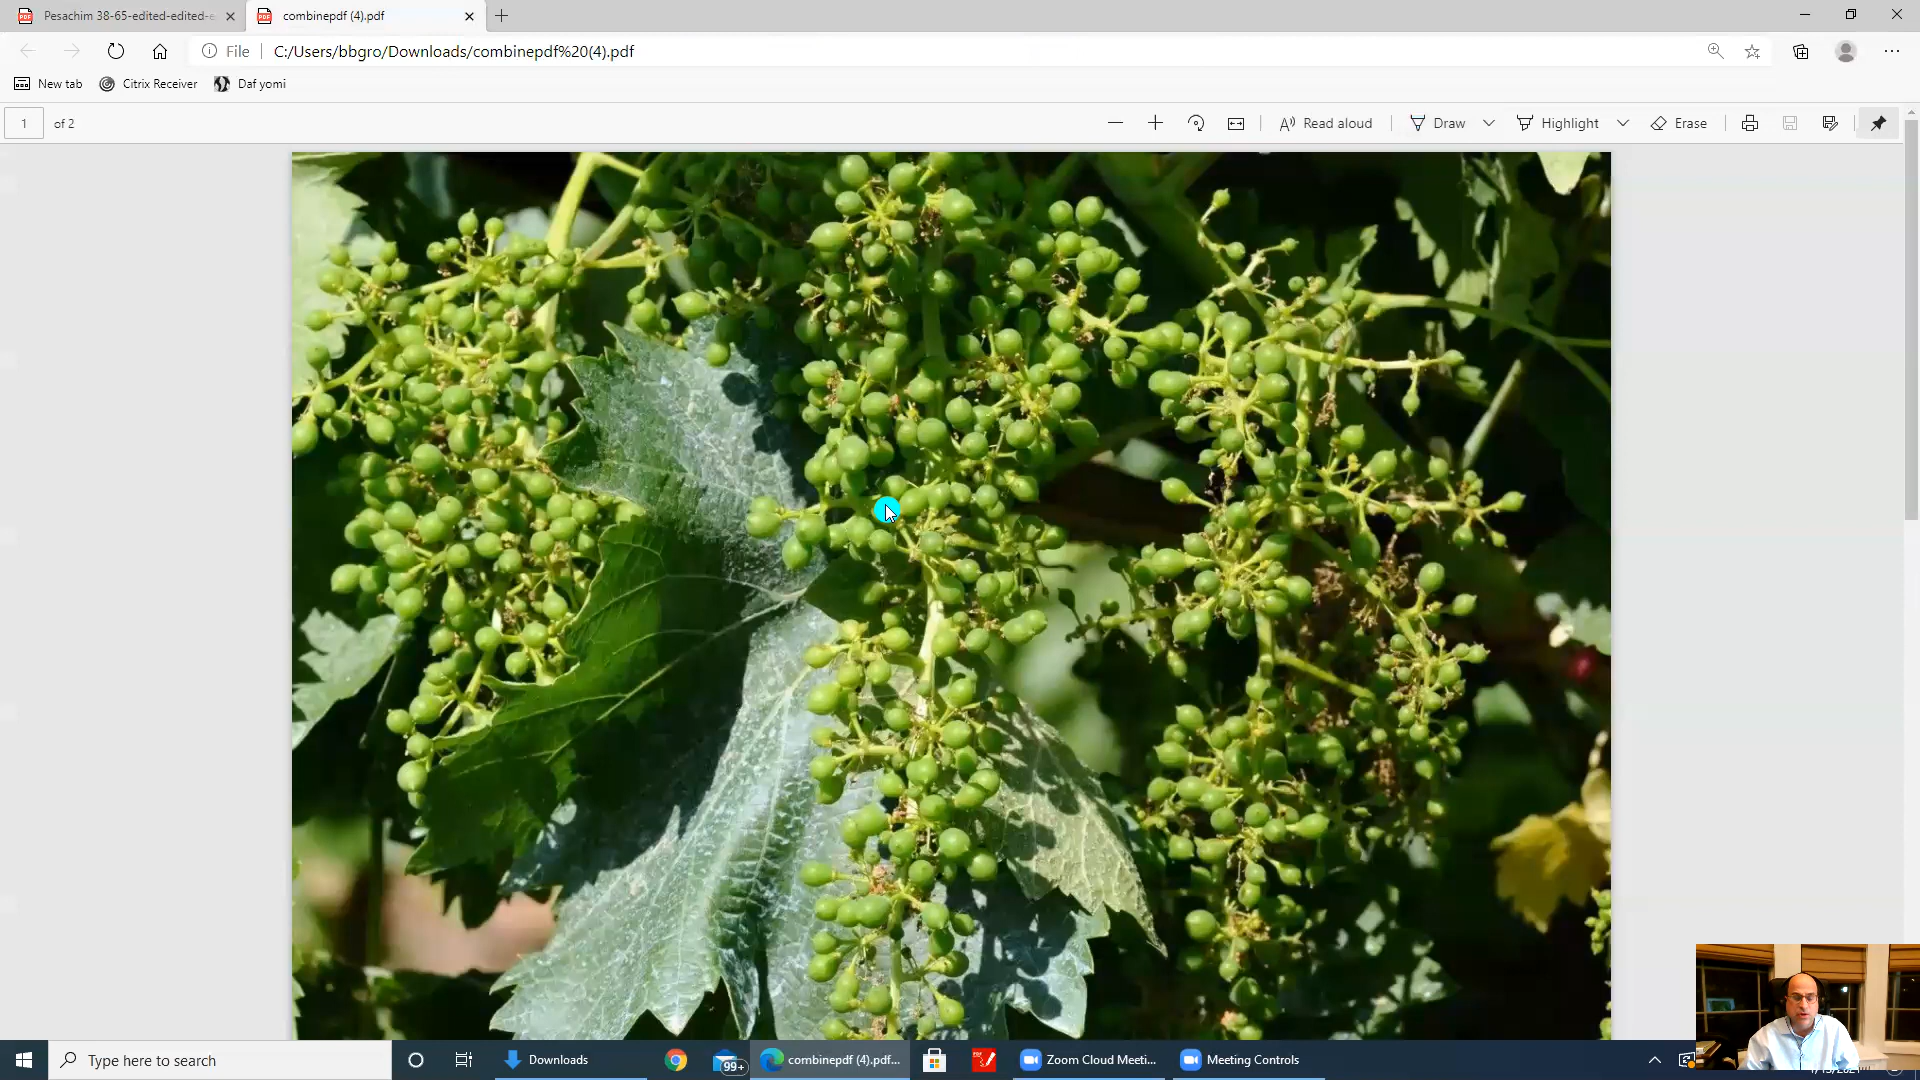 Pesachim 38-65-edited-edited-e
combinepdf (4).pdf
File
C:/Users/bbgro/Downloads/combinepdf%20(4).pdf
New tab
Citrix Receiver
Daf yomi
1 of 2
Read aloud
Draw
Highlight
Erase
Type here to search
Downloads
99+
combinepdf (4).pdf...
Zoom Cloud Meeti...
Meeting Controls